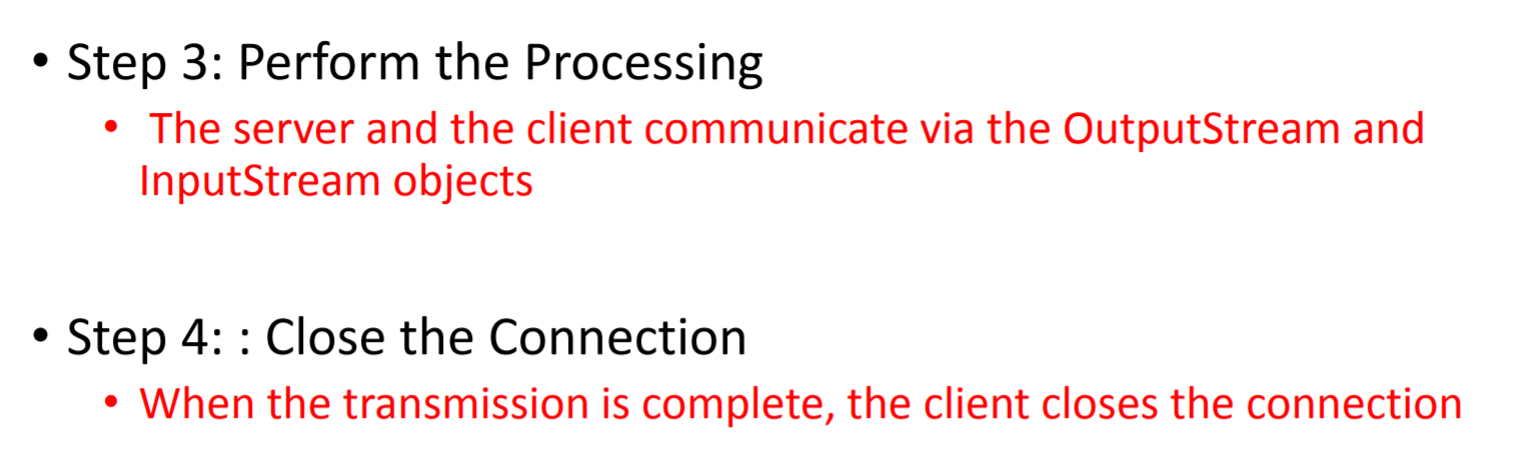 • Step 3: Perform the Processing
• The server and the client communicate via the OutputStream and
InputStream objects
• Step 4: : Close the Connection
• When the transmission is complete, the client closes the connection